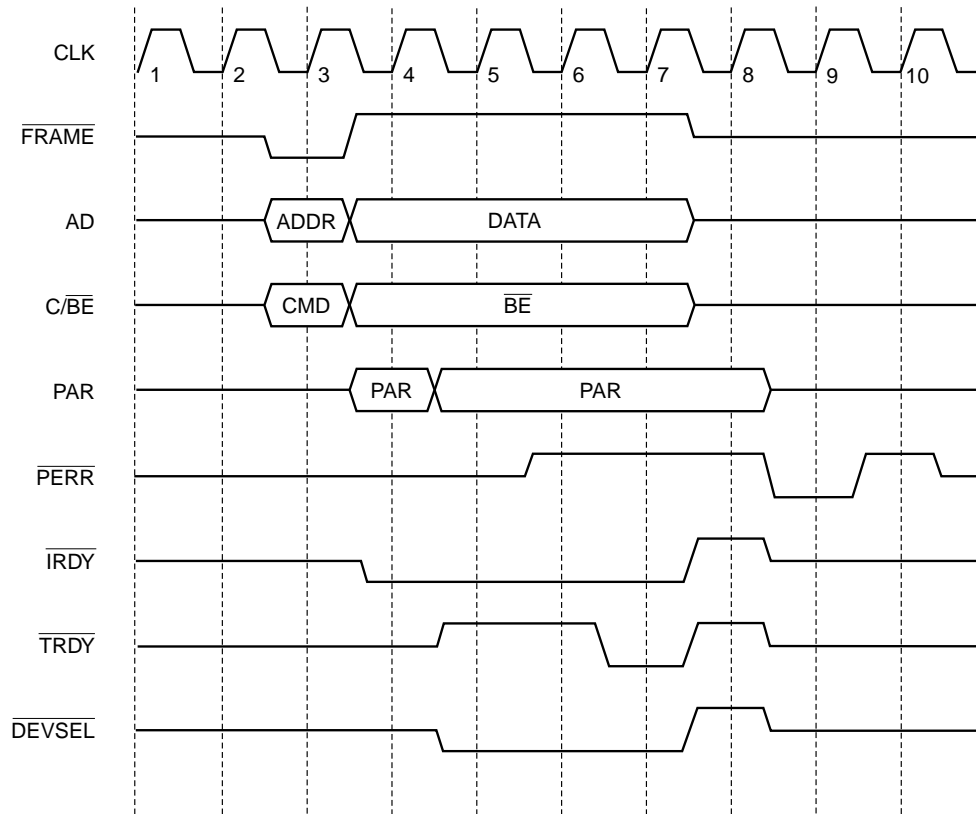 CLK
1 2 3 4 5 6 7 8 9 10
FRAME
AD ADDR DATA
C/BE CMD BE
PAR PAR PAR
PERR
IRDY
TRDY
DEVSEL